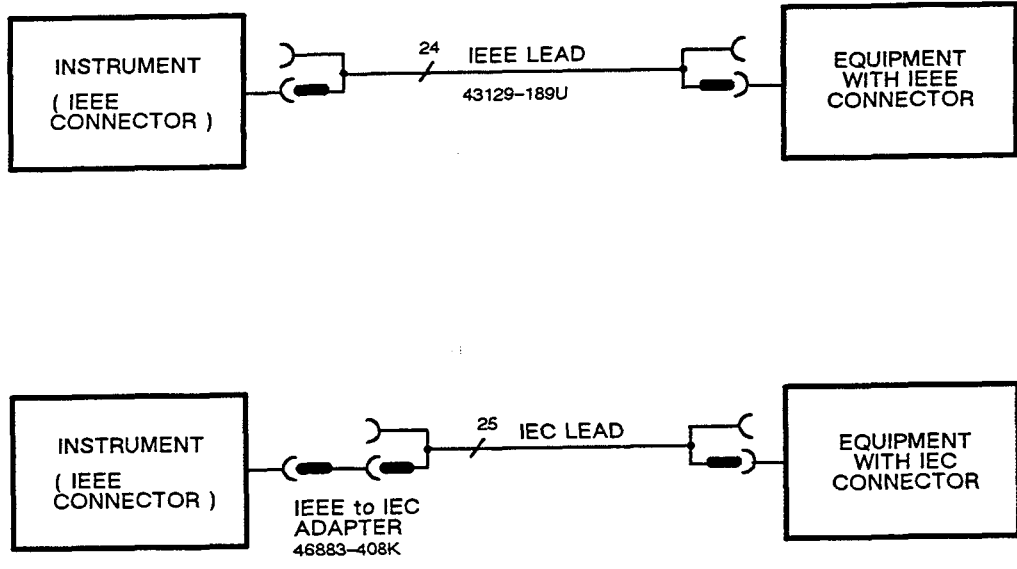 INSTRUMENT
( IEEE
CONNECTOR )
24
IEEE LEAD
43129-189U
EQUIPMENT
WITH IEEE
CONNECTOR
INSTRUMENT
( IEEE
CONNECTOR )
IEEE to IEC
ADAPTER
46883-408K
25
IEC LEAD
EQUIPMENT
WITH IEC
CONNECTOR